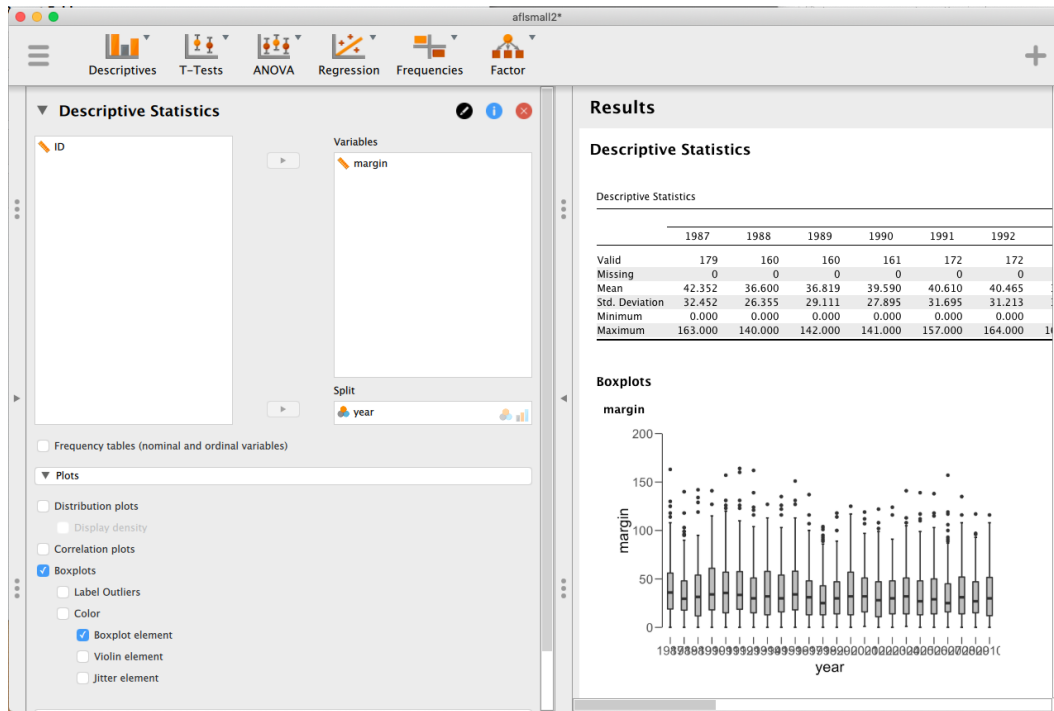 aflsmall2*
Descriptives
T-Tests
ANOVA
Regression
Frequencies
Factor
Descriptive Statistics
ID
Variables
margin
Split
year
Frequency tables (nominal and ordinal variables)
Plots
Distribution plots
Display density
Correlation plots
Boxplots
Label Outliers
Color
Boxplot element
Violin element
Jitter element
Results
Descriptive Statistics
Descriptive Statistics
1987 1988 1989 1990 1991 1992
Valid 179 160 160 161 172 172
Missing 0 0 0 0 0 0
Mean 42.352 36.600 36.819 39.590 40.610 40.465
Std. Deviation 32.452 26.355 29.111 27.895 31.695 31.213
Minimum 0.000 0.000 0.000 0.000 0.000 0.000
Maximum 163.000 140.000 142.000 141.000 157.000 164.000
Boxplots
margin
200
150
100
50
0
margin
year